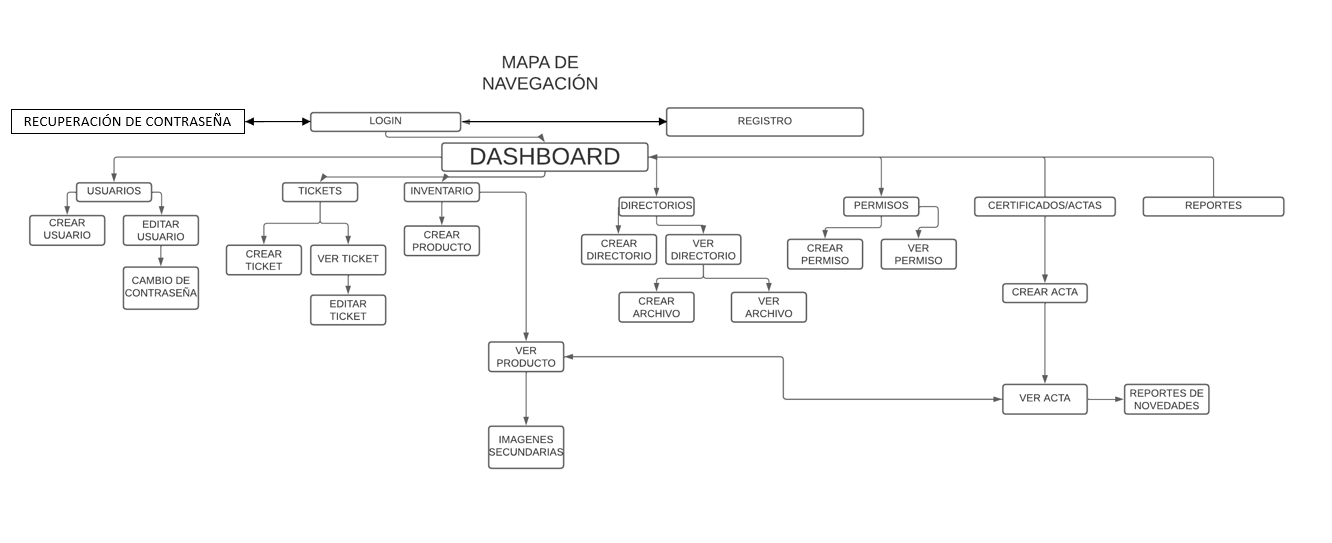 MAPA DE
NAVEGACIÓN
RECUPERACIÓN DE CONTRASEÑA
LOGIN
REGISTRO
DASHBOARD
USUARIOS
TICKETS
INVENTARIO
DIRECTORIOS
PERMISOS
CERTIFICADOS/ACTAS
REPORTES
CREAR
USUARIO
EDITAR
USUARIO
CREAR
TICKET
VER TICKET
CREAR
PRODUCTO
CREAR
DIRECTORIO
VER
DIRECTORIO
CREAR
PERMISO
VER
PERMISO
CAMBIO DE
CONTRASEÑA
EDITAR
TICKET
CREAR
ARCHIVO
VER
ARCHIVO
CREAR ACTA
VER
PRODUCTO
VER ACTA
REPORTES DE
NOVEDADES
IMAGENES
SECUNDARIAS